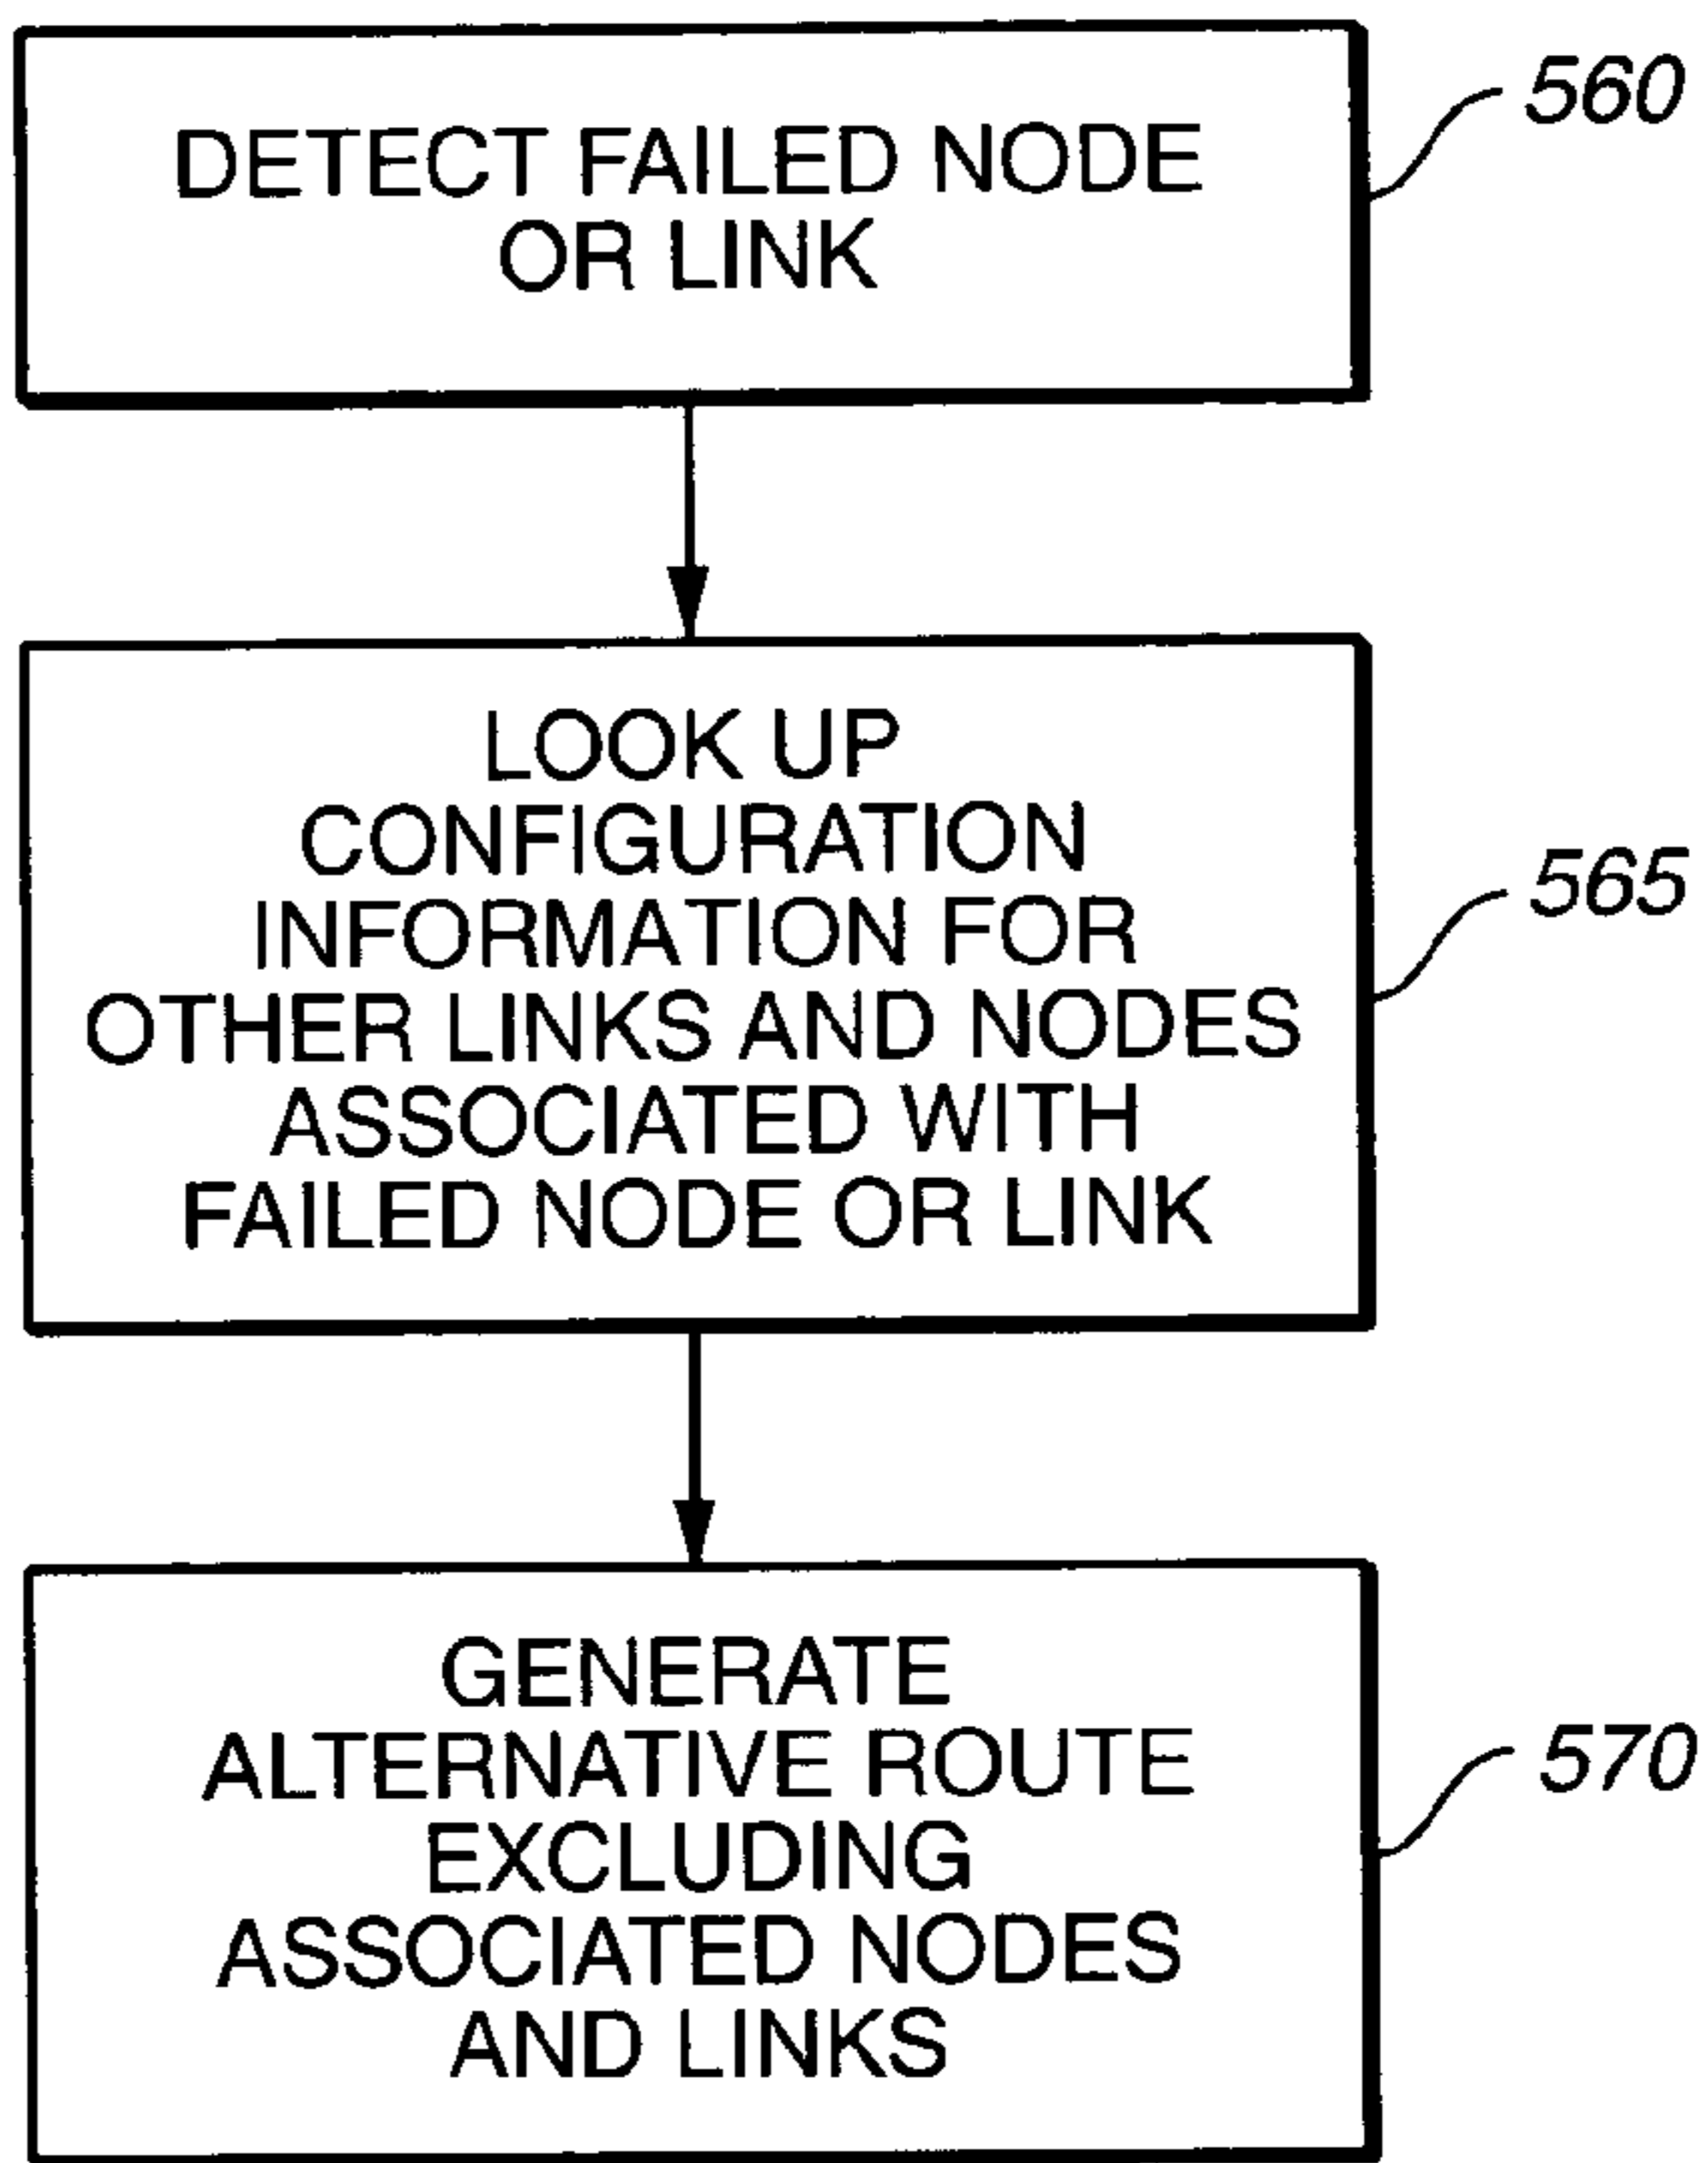 DETECT FAILED NODE
OR LINK
560
LOOK UP
CONFIGURATION
INFORMATION FOR
OTHER LINKS AND NODES
ASSOCIATED WITH
FAILED NODE OR LINK
565
GENERATE
ALTERNATIVE ROUTE
EXCLUDING
ASSOCIATED NODES
AND LINKS
570